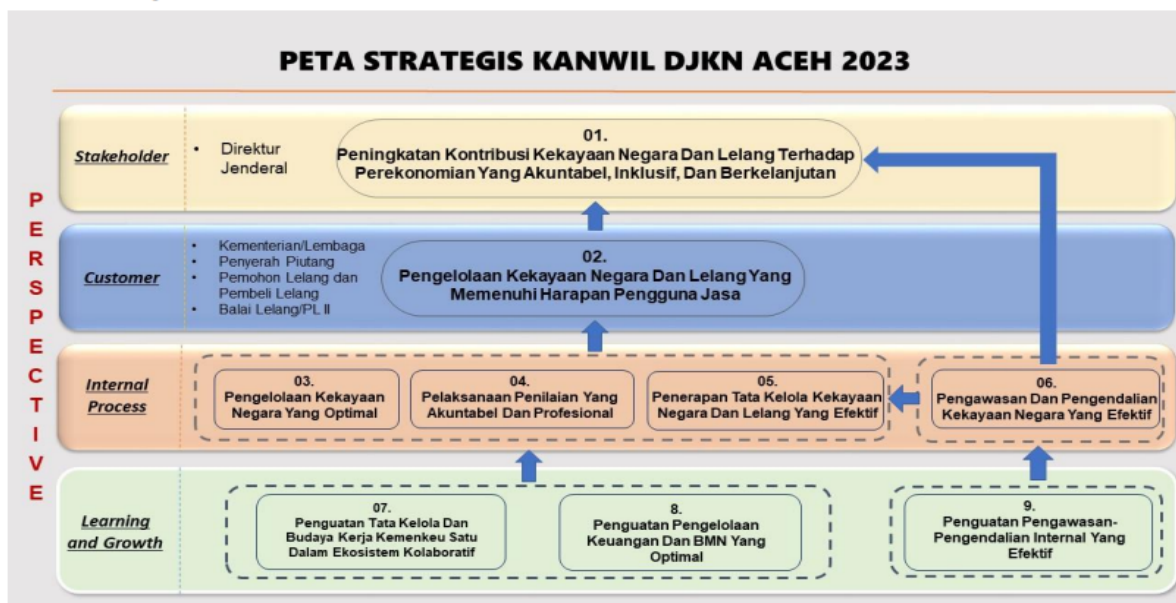 PETA STRATEGIS KANWIL DJKN ACEH 2023
PERSPECTIVE
Stakeholder
• Direktur
Jenderal
01.
Peningkatan Kontribusi Kekayaan Negara Dan Lelang Terhadap
Perekonomian Yang Akuntabel, Inklusif, Dan Berkelanjutan
Customer
• Kementerian/Lembaga
• Penyerah Piutang
• Pemohon Lelang dan
Pembeli Lelang
• Balai Lelang/PL II
02.
Pengelolaan Kekayaan Negara Dan Lelang Yang
Memenuhi Harapan Pengguna Jasa
Internal
Process
03.
Pengelolaan Kekayaan
Negara Yang Optimal
04.
Pelaksanaan Penilaian Yang
Akuntabel Dan Profesional
05.
Penerapan Tata Kelola Kekayaan
Negara Dan Lelang Yang Efektif
06.
Pengawasan Dan Pengendalian
Kekayaan Negara Yang Efektif
Learning
and Growth
07.
Penguatan Tata Kelola Dan
Budaya Kerja Kemenkeu Satu
Dalam Ekosistem Kolaboratif
8.
Penguatan Pengelolaan
Keuangan Dan BMN Yang
Optimal
9.
Penguatan Pengawasan-
Pengendalian Internal Yang
Efektif